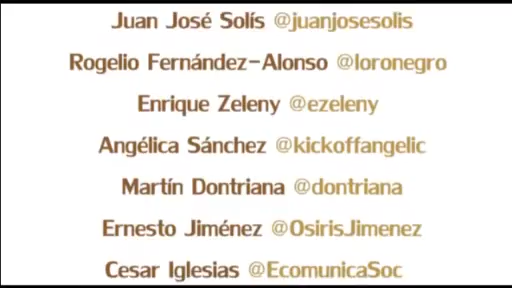 Juan José Solís @juanjosesolis
Rogelio Fernández-Alonso @loronegro
Enrique Zeleny @ezeleny
Angélica Sánchez @kickoffangelic
Martín Dontriana @dontriana
Ernesto Jiménez @OsirisJimenez
Cesar Iglesias @EcomunicaSoc